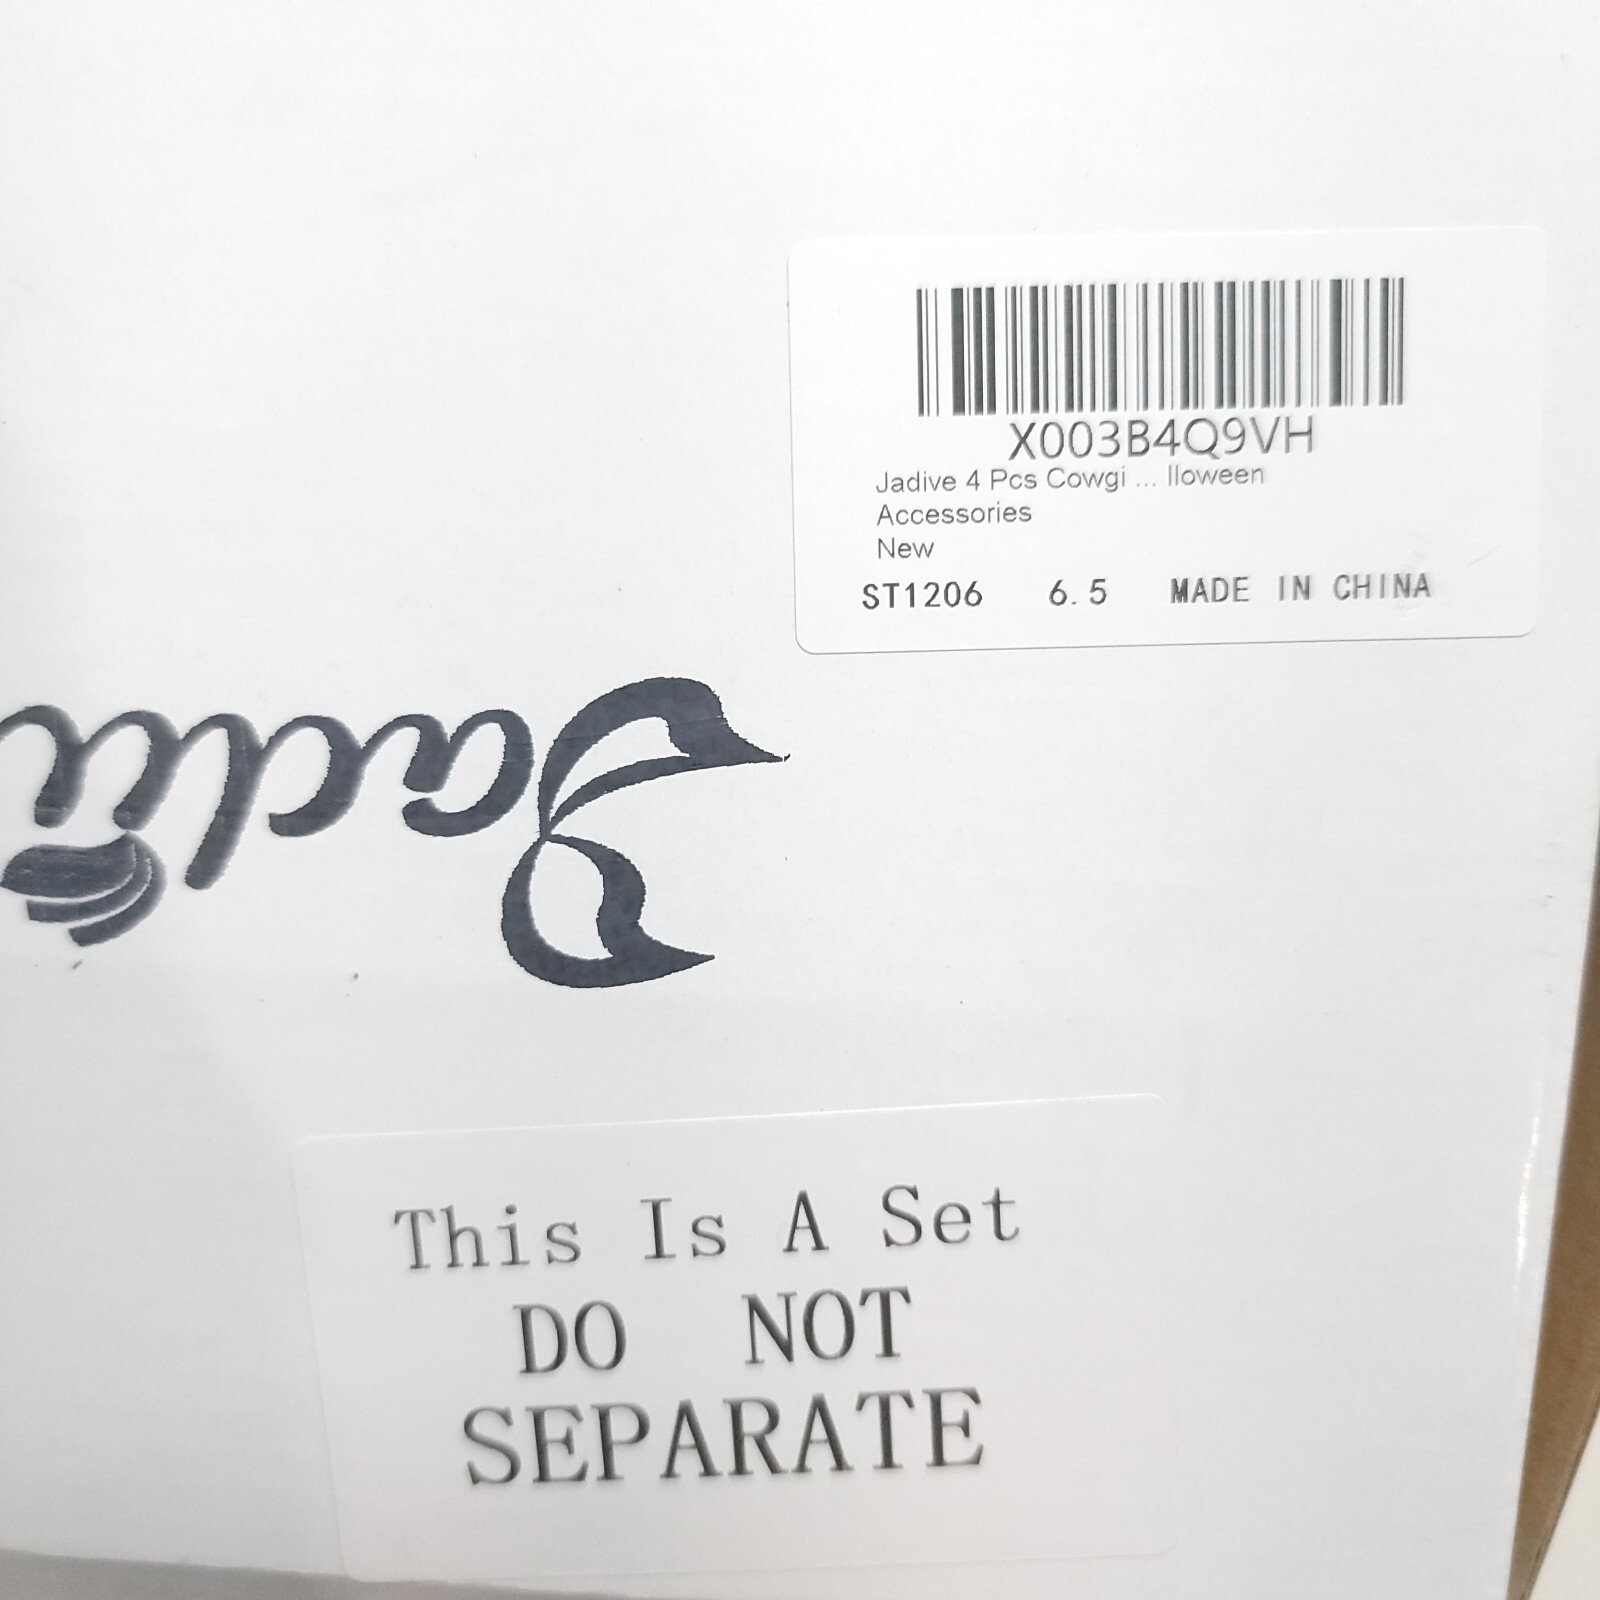 X003B4Q9VH
Jadive 4 Pcs Cowgi ... lloween
Accessories
New
ST1206 6.5 MADE IN CHINA
This Is A Set
DO NOT
SEPARATE